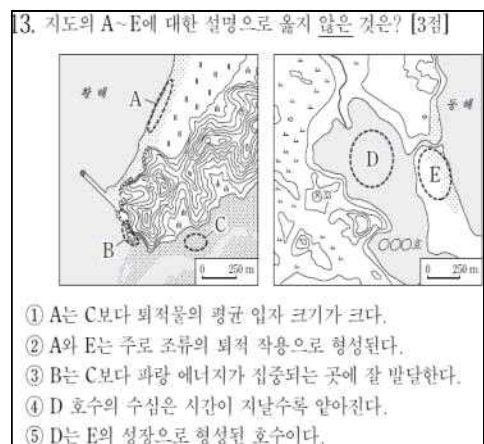 13. 지도의 A~E에 대한 설명으로 옳지 않은 것은? [3점]
황해
A
B
C
0 250 m
동해
D
E
○○○호
0 250 m
① A는 C보다 퇴적물의 평균 입자 크기가 크다.
② A와 E는 주로 조류의 퇴적 작용으로 형성된다.
③ B는 C보다 파랑 에너지가 집중되는 곳에 잘 발달한다.
④ D 호수의 수심은 시간이 지날수록 얕아진다.
⑤ D는 E의 성장으로 형성된 호수이다.